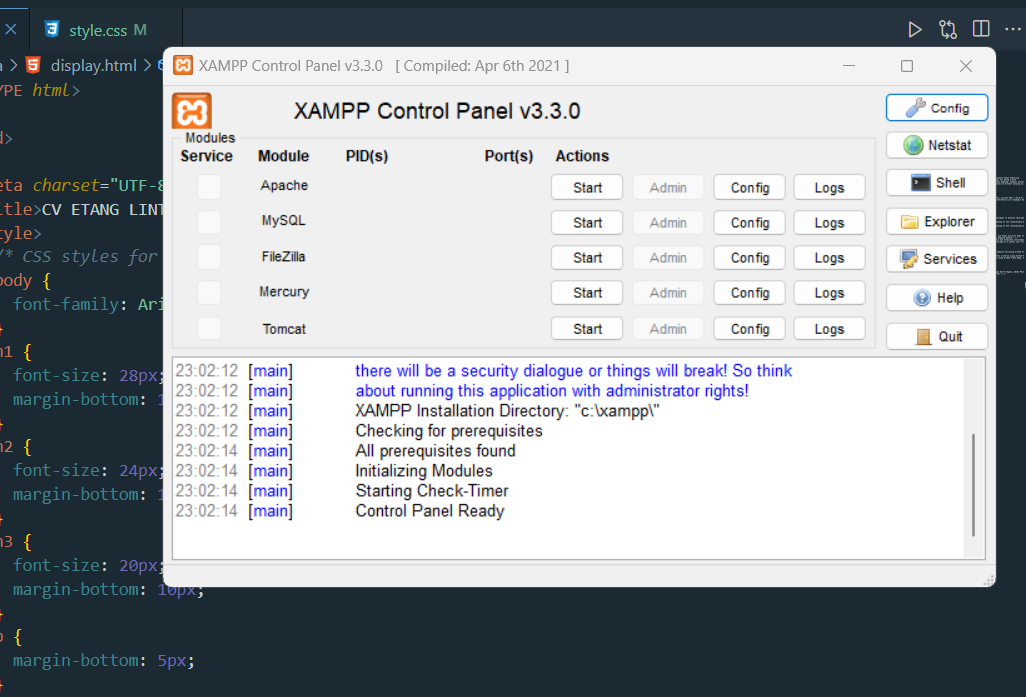 style.css M
display.html
YPE html>
d>
eta charset="UTF-8
itle>CV ETANG LINT
tyle>
/* CSS styles for
body {
font-family: Ari
}
h1 {
font-size: 28px;
margin-bottom: 1
}
h2 {
font-size: 24px;
margin-bottom: 1
}
h3 {
font-size: 20px;
margin-bottom: 10px;
}
p {
margin-bottom: 5px;
}
XAMPP Control Panel v3.3.0 [ Compiled: Apr 6th 2021 ]
XAMPP Control Panel v3.3.0
Modules
Service Module PID(s) Port(s) Actions
Apache Start Admin Config Logs
MySQL Start Admin Config Logs
FileZilla Start Admin Config Logs
Mercury Start Admin Config Logs
Tomcat Start Admin Config Logs
Config
Netstat
Shell
Explorer
Services
Help
Quit
23:02:12 [main] there will be a security dialogue or things will break! So think
23:02:12 [main] about running this application with administrator rights!
23:02:12 [main] XAMPP Installation Directory: "c:\xampp\"
23:02:12 [main] Checking for prerequisites
23:02:14 [main] All prerequisites found
23:02:14 [main] Initializing Modules
23:02:14 [main] Starting Check-Timer
23:02:14 [main] Control Panel Ready